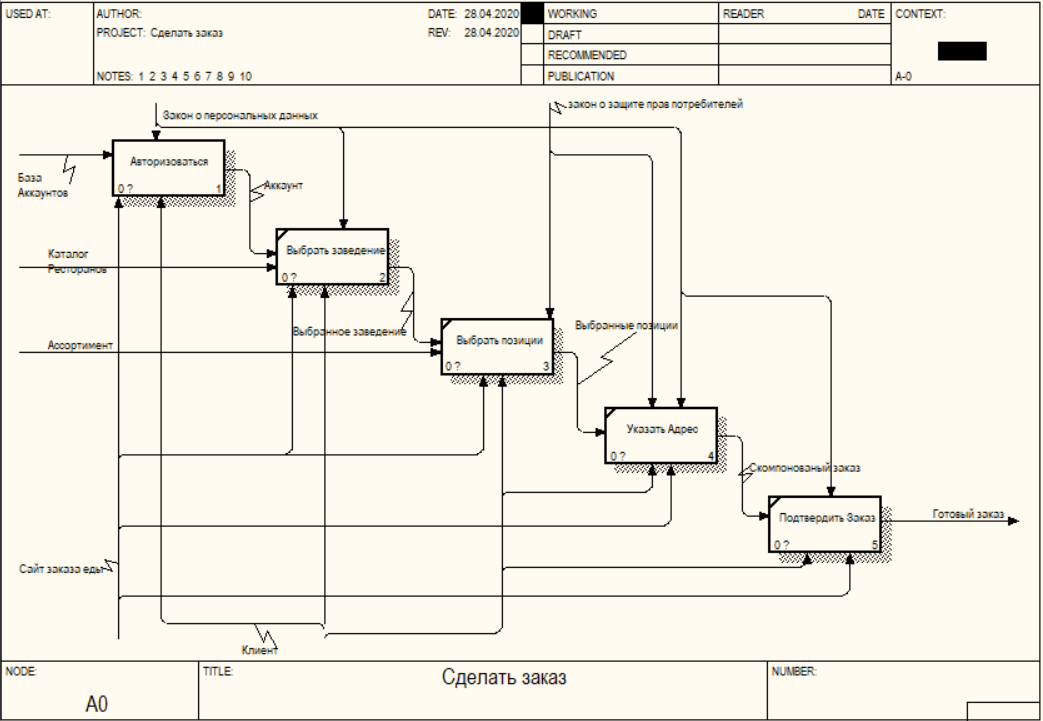 USED AT:
AUTHOR:
DATE: 28.04.2020
WORKING
READER
DATE
CONTEXT:
PROJECT: Сделать заказ
REV: 28.04.2020
DRAFT
RECOMMENDED
NOTES: 1 2 3 4 5 6 7 8 9 10
PUBLICATION
A-0
закон о защите прав потребителей
Закон о персональных данных
Авторизоваться
0 ?
1
База
Аккаунтов
Аккаунт
Выбрать заведение
0 ?
2
Каталог
Ресторанов
Выбранное заведение
Выбранные позиции
Ассортимент
Выбрать позиции
0 ?
3
Указать Адрес
0 ?
4
Скомпонованый заказ
Подтвердить Заказ
0 ?
5
Готовый заказ
Сайт заказа еды
Клиент
NODE:
TITLE:
NUMBER:
A0
Сделать заказ